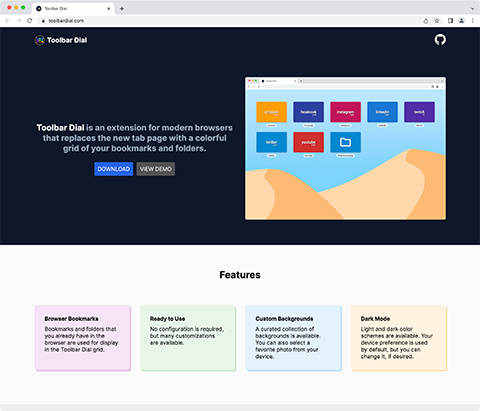 Toolbar Dial
toolbardial.com
Toolbar Dial
Toolbar Dial is an extension for modern browsers
that replaces the new tab page with a colorful
grid of your bookmarks and folders.
DOWNLOAD
VIEW DEMO
amazon
facebook
instagram
linkedin
twitch
twitter
youtube
Features
Browser Bookmarks
Bookmarks and folders that
you already have in the
browser are used for display
in the Toolbar Dial grid.
Ready to Use
No configuration is required,
but many customizations
are available.
Custom Backgrounds
A curated collection of
backgrounds is available.
You can also select a
favorite photo from your
device.
Dark Mode
Light and dark color
schemes are available. Your
device preference is used
by default, but you can
change it, if desired.